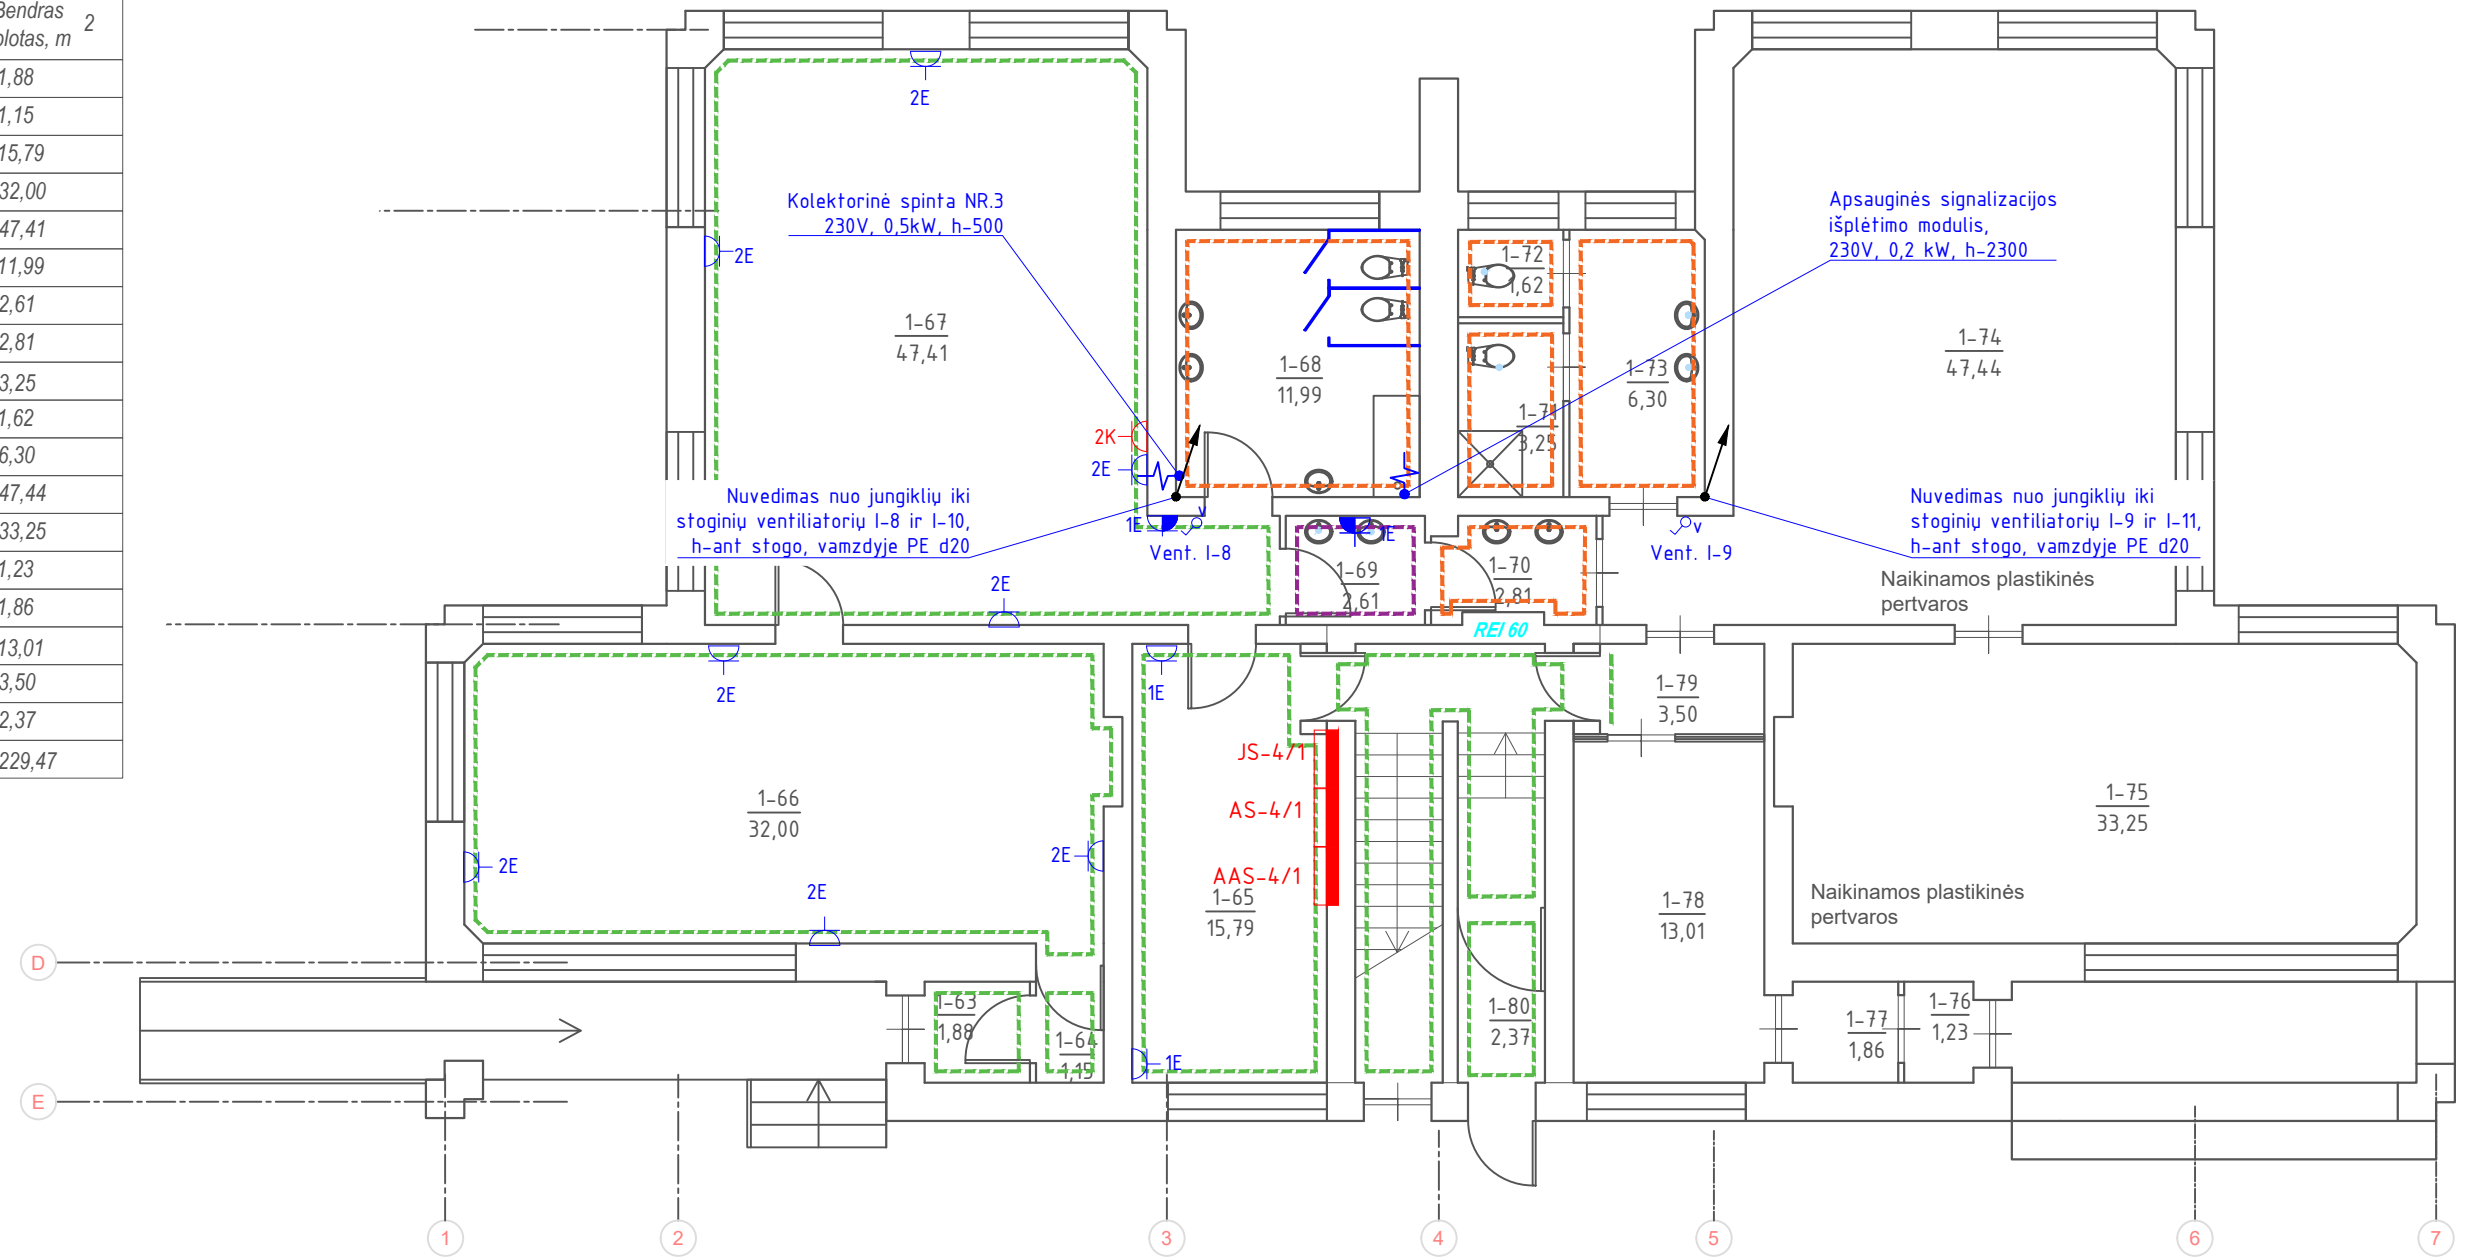 Bendras
plotas, m 2
1,88
1,15
15,79
32,00
47,41
11,99
2,61
2,81
3,25
1,62
6,30
47,44
33,25
1,23
1,86
13,01
3,50
2,37
229,47
2E
Kolektorinė spinta NR.3
230V, 0,5kW, h-500
Apsauginės signalizacijos
išplėtimo modulis,
230V, 0,2 kW, h-2300
2E
1-72
1,62
1-67
47,41
1-68
11,99
1-73
6,30
1-74
47,44
1-71
3,25
2K
2E
Nuvedimas nuo jungiklių iki
stoginių ventiliatorių I-8 ir I-10,
h-ant stogo, vamzdyje PE d20
1E
v
Vent. I-8
1E
v
Vent. I-9
Nuvedimas nuo jungiklių iki
stoginių ventiliatorių I-9 ir I-11,
h-ant stogo, vamzdyje PE d20
Naikinamos plastikinės
pertvaros
1-69
2,61
1-70
2,81
2E
REI 60
2E
1E
1-79
3,50
JS-4/1
AS-4/1
AAS-4/1
1-66
32,00
1-75
33,25
2E
2E
2E
1-65
15,79
1-78
13,01
Naikinamos plastikinės
pertvaros
D
1-63
1,88
1-64
1,15
1E
1-80
2,37
1-77
1,86
1-76
1,23
E
1
2
3
4
5
6
7